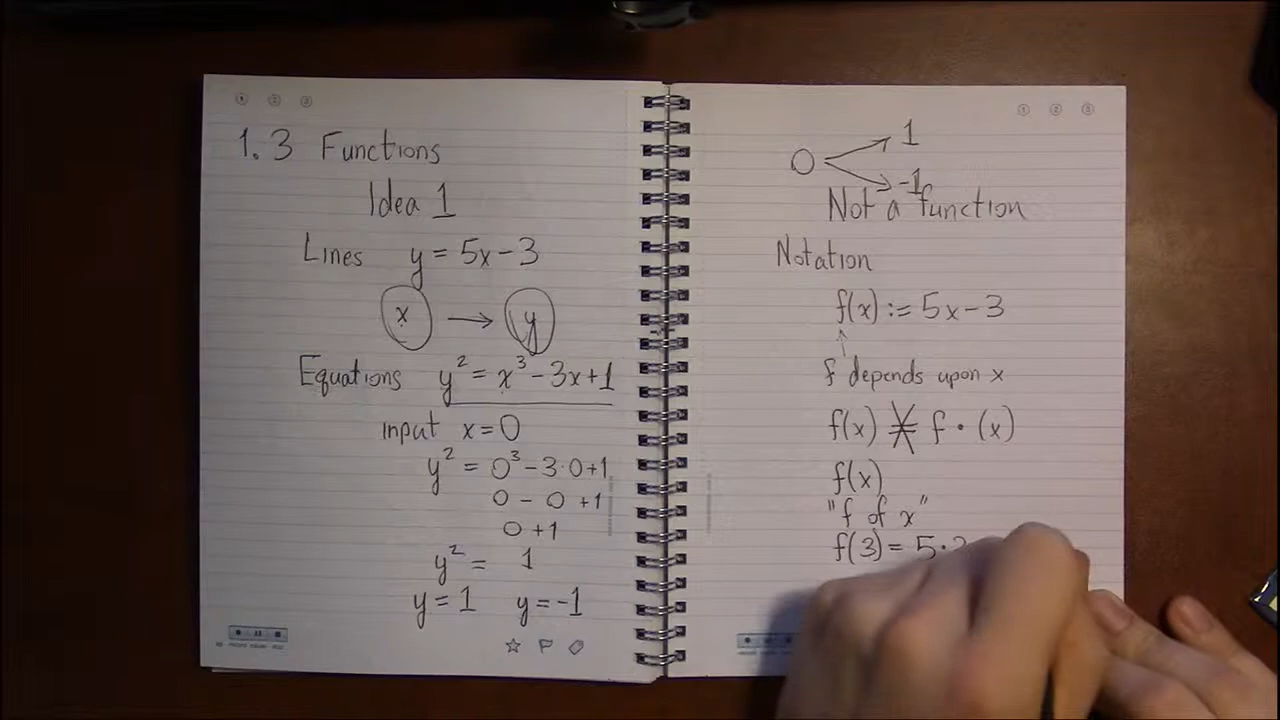 1.3 Functions
Idea 1
Lines y = 5x - 3
x → y
Equations y² = x³ - 3x + 1
input x = 0
y² = 0³ - 3·0 + 1
0 - 0 + 1
0 + 1
y² = 1
y = 1 y = -1
1
0
-1
Not a function
Notation
f(x) := 5x - 3
f depends upon x
f(x) ≠ f · (x)
f(x)
"f of x"
f(3) = 5·3